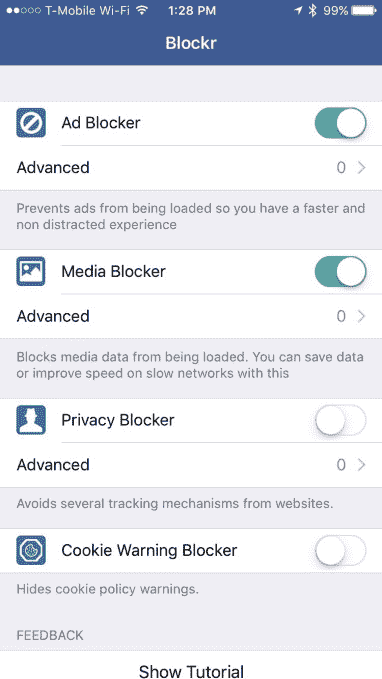 T-Mobile Wi-Fi 1:28 PM 99%
Blockr
Ad Blocker
Advanced 0
Prevents ads from being loaded so you have a faster and
non distracted experience
Media Blocker
Advanced 0
Blocks media data from being loaded. You can save data
or improve speed on slow networks with this
Privacy Blocker
Advanced 0
Avoids several tracking mechanisms from websites.
Cookie Warning Blocker
Hides cookie policy warnings.
FEEDBACK
Show Tutorial